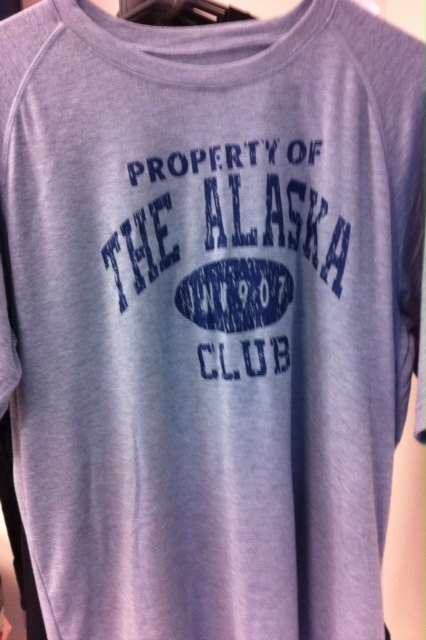 PROPERTY OF
THE ALASKA
CLUB